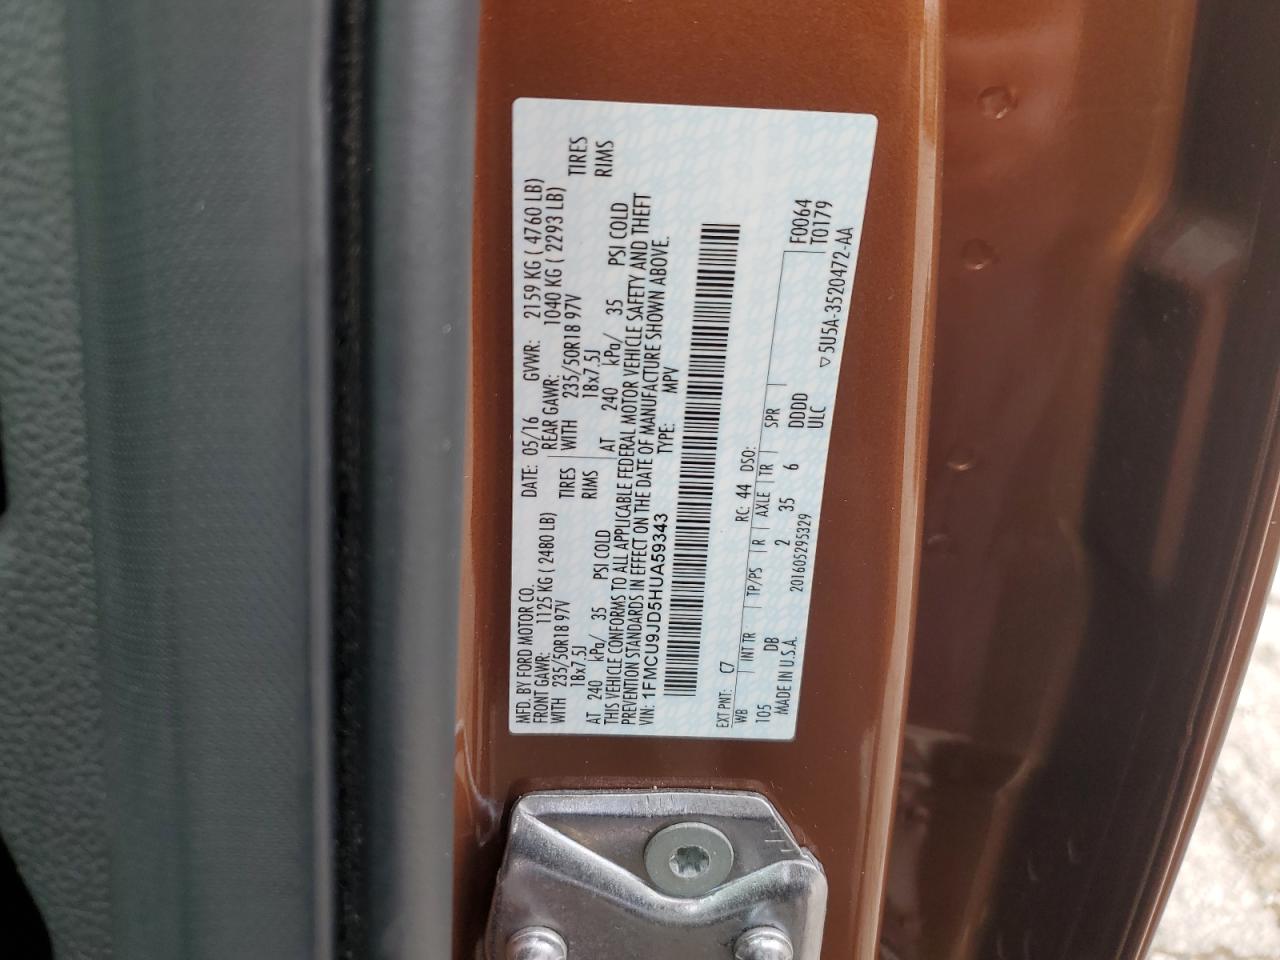 MFD. BY FORD MOTOR CO.
DATE: 05/16 GVWR: 2159 KG ( 4760 LB)
FRONT GAWR: 1125 KG ( 2480 LB) REAR GAWR: 1040 KG ( 2293 LB)
WITH 235/50R18 97V TIRES WITH 235/50R18 97V TIRES
18x7.5J RIMS 18x7.5J RIMS
AT 240 kPa/ 35 PSI COLD AT 240 kPa/ 35 PSI COLD
THIS VEHICLE CONFORMS TO ALL APPLICABLE FEDERAL MOTOR VEHICLE SAFETY AND THEFT
PREVENTION STANDARDS IN EFFECT ON THE DATE OF MANUFACTURE SHOWN ABOVE.
VIN: 1FMCU9JD5HUA59343 TYPE: MPV
EXT PNT: C7 RC: 44 DSO:
WB INT TR TP/PS R AXLE TR SPR F0064
105 DB 2 35 6 DDDD T0179
MADE IN U.S.A. 201605295329 ULC
▽5U5A-3520472-AA